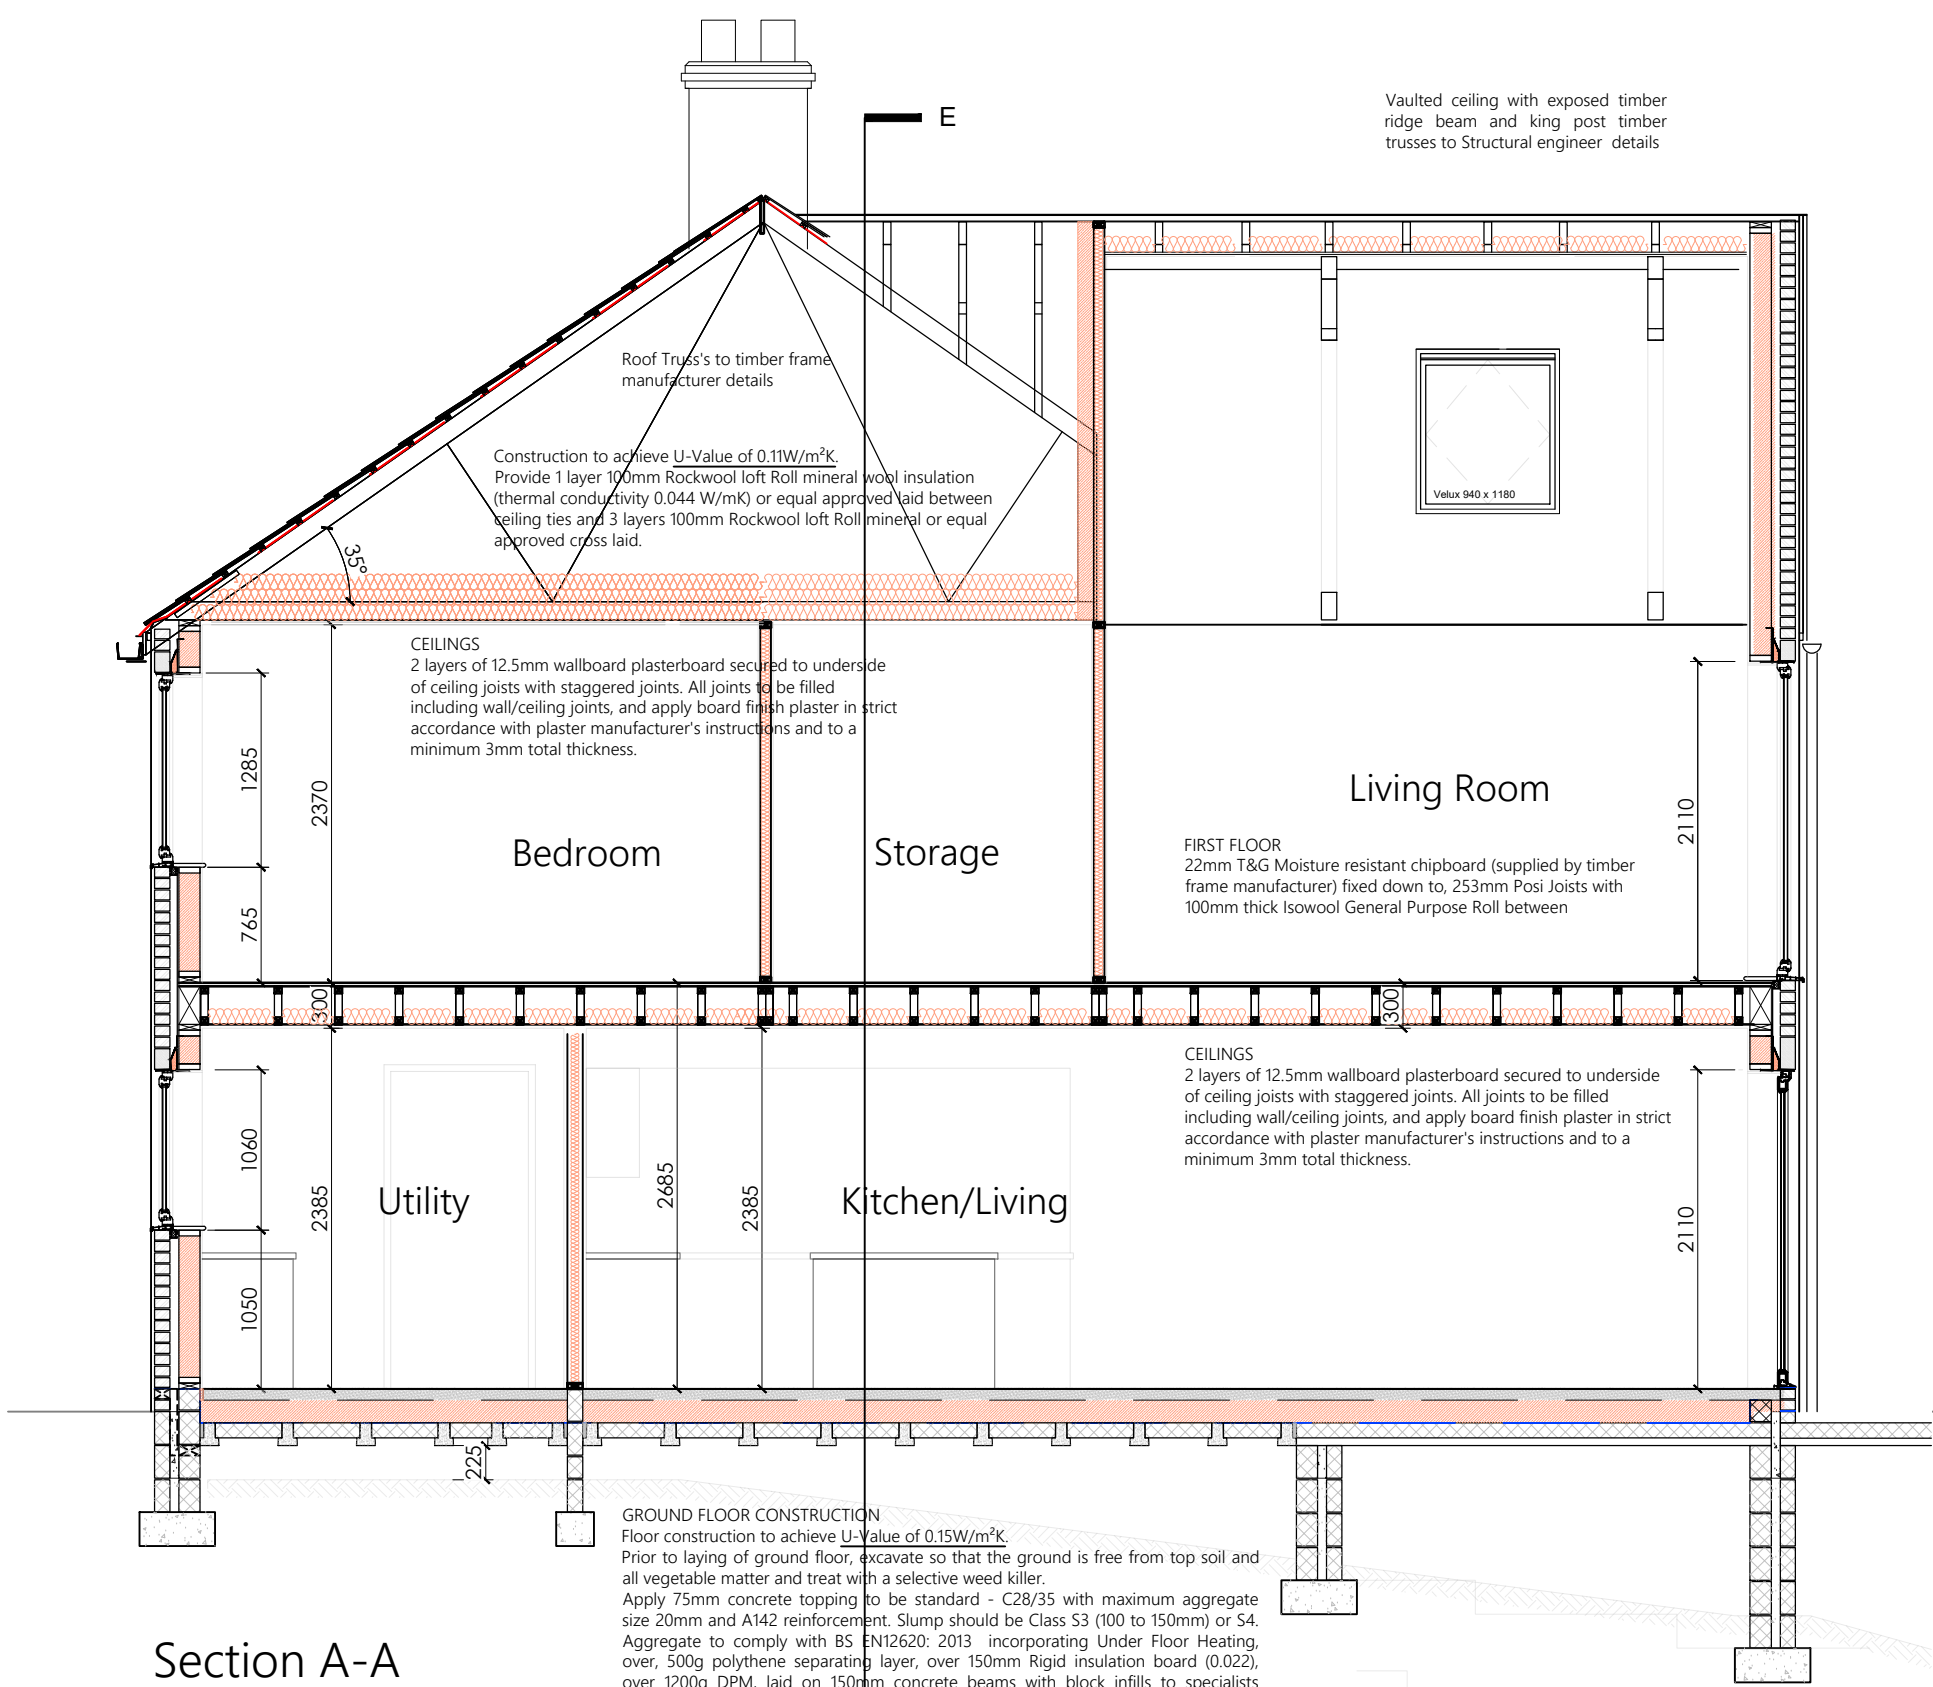 E
Vaulted ceiling with exposed timber
ridge beam and king post timber
trusses to Structural engineer details
Roof Truss's to timber frame
manufacturer details
Construction to achieve U-Value of 0.11W/m²K.
Provide 1 layer 100mm Rockwool loft Roll mineral wool insulation
(thermal conductivity 0.044 W/mK) or equal approved laid between
ceiling ties and 3 layers 100mm Rockwool loft Roll mineral or equal
approved cross laid.
Velux 940 x 1180
35°
CEILINGS
2 layers of 12.5mm wallboard plasterboard secured to underside
of ceiling joists with staggered joints. All joints to be filled
including wall/ceiling joints, and apply board finish plaster in strict
accordance with plaster manufacturer's instructions and to a
minimum 3mm total thickness.
1285
2370
765
Bedroom
Storage
Living Room
2110
FIRST FLOOR
22mm T&G Moisture resistant chipboard (supplied by timber
frame manufacturer) fixed down to, 253mm Posi Joists with
100mm thick Isowool General Purpose Roll between
300
300
CEILINGS
2 layers of 12.5mm wallboard plasterboard secured to underside
of ceiling joists with staggered joints. All joints to be filled
including wall/ceiling joints, and apply board finish plaster in strict
accordance with plaster manufacturer's instructions and to a
minimum 3mm total thickness.
1060
2385
Utility
2685
2385
Kitchen/Living
2110
1050
225
GROUND FLOOR CONSTRUCTION
Floor construction to achieve U-Value of 0.15W/m²K.
Prior to laying of ground floor, excavate so that the ground is free from top soil and
all vegetable matter and treat with a selective weed killer.
Apply 75mm concrete topping to be standard - C28/35 with maximum aggregate
size 20mm and A142 reinforcement. Slump should be Class S3 (100 to 150mm) or S4.
Aggregate to comply with BS EN12620: 2013 incorporating Under Floor Heating,
over, 500g polythene separating layer, over 150mm Rigid insulation board (0.022),
over 1200g DPM, laid on 150mm concrete beams with block infills to specialists
Section A-A